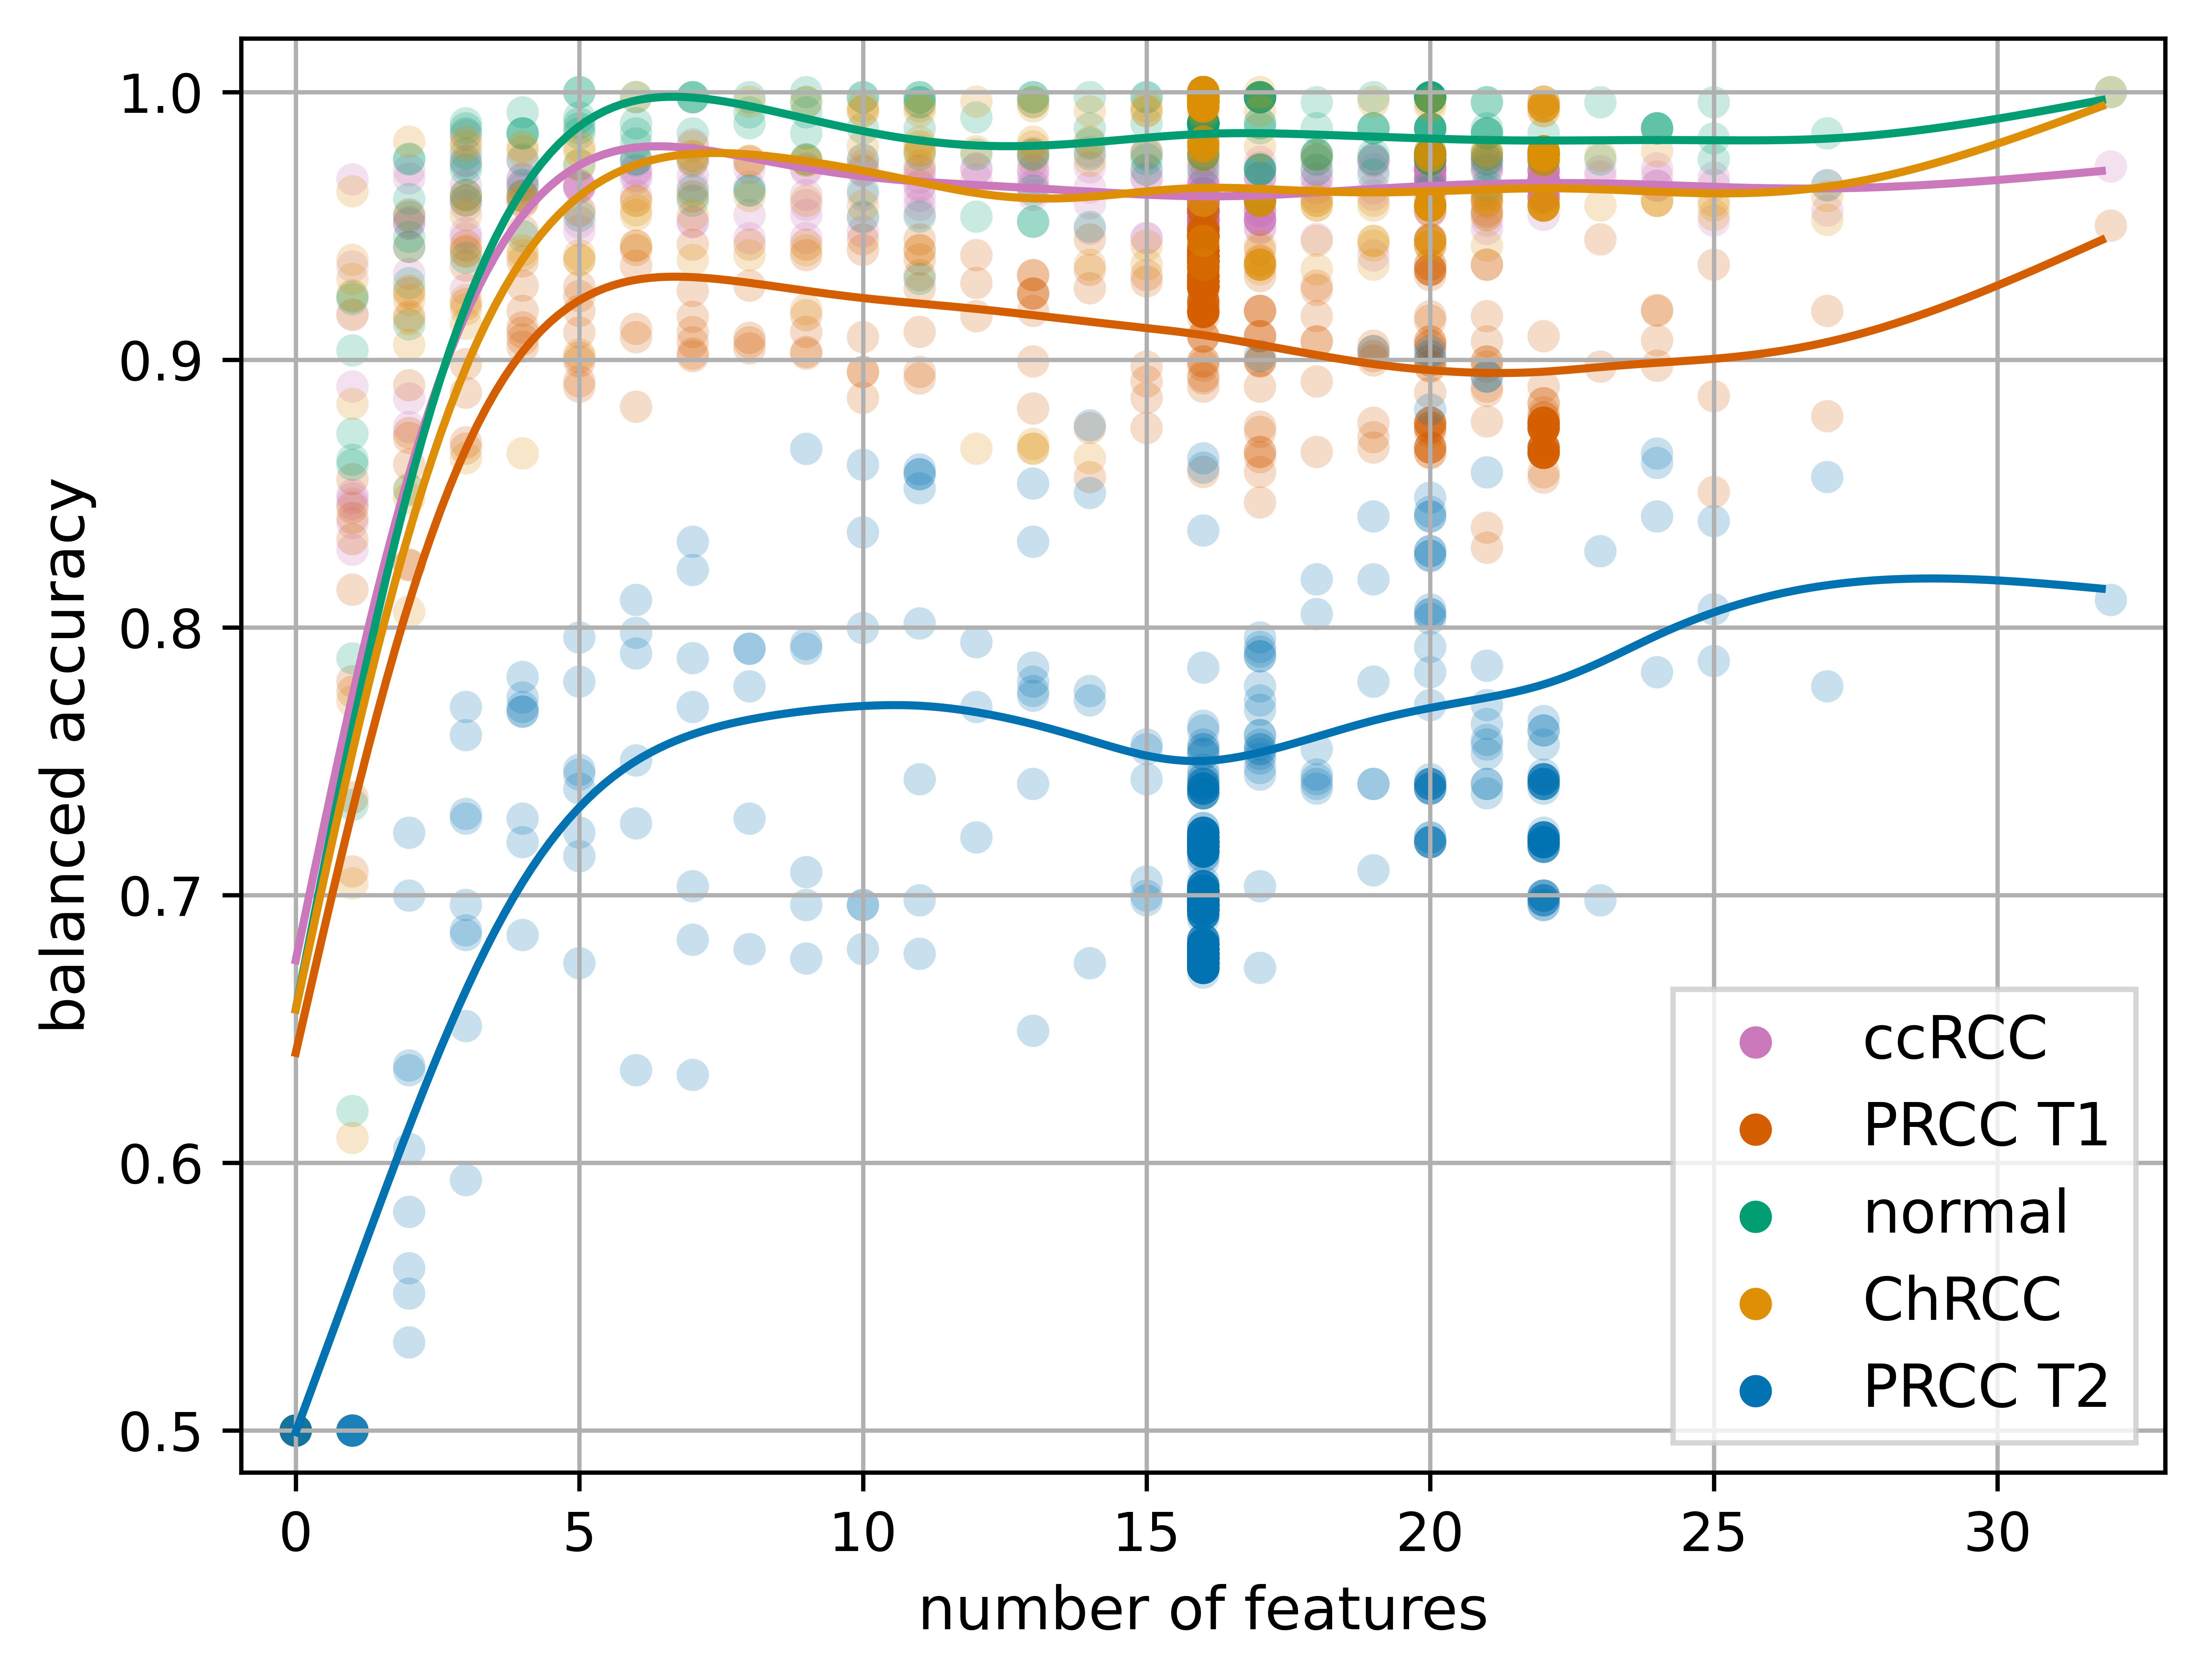 1.0
0.9
0.8
0.7
0.6
0.5
balanced accuracy
0 5 10 15 20 25 30
number of features
ccRCC
PRCC T1
normal
ChRCC
PRCC T2